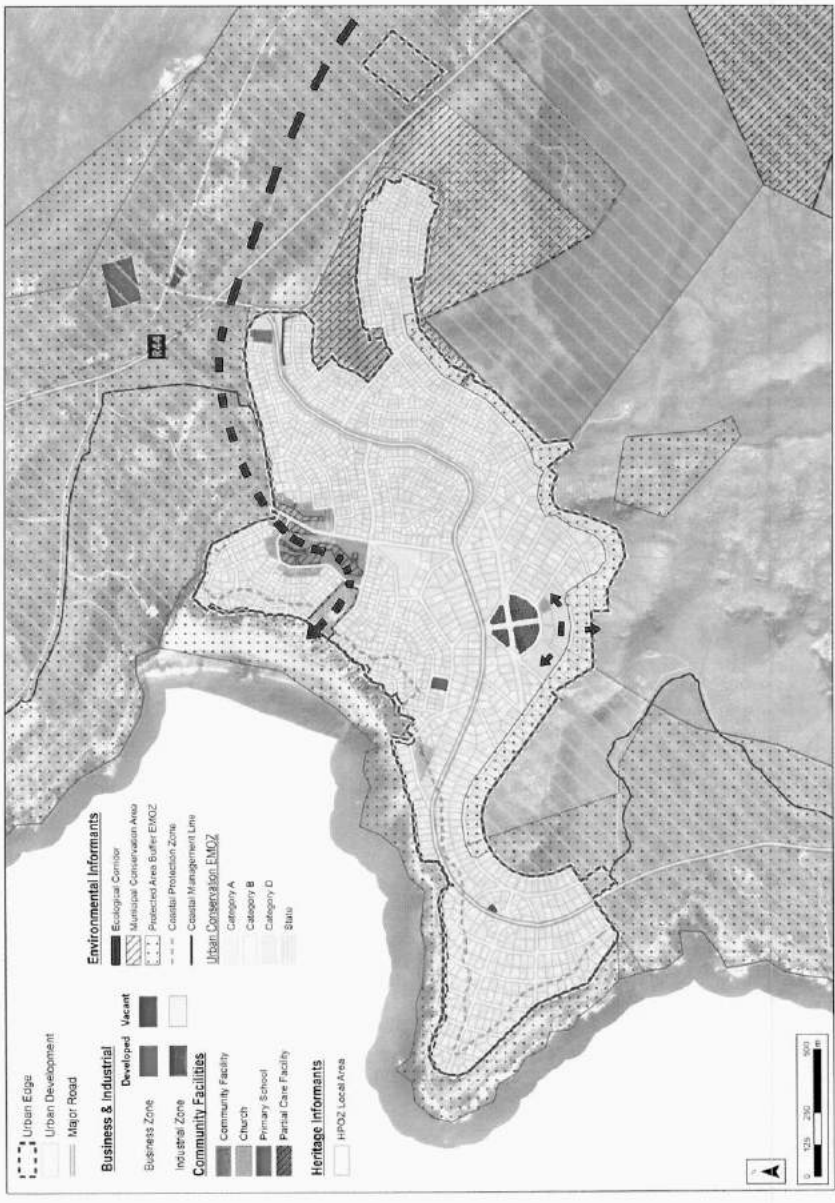 Urban Edge
Urban Development
Major Road
Business & Industrial
Developed Vacant
Business Zone
Industrial Zone
Community Facilities
Community Facility
Church
Primary School
Partial Care Facility
Heritage Informants
HPOZ Local Area
Environmental Informants
Ecological Corridor
Municipal Conservation Area
Protected Area Buffer EMOZ
Coastal Protection Zone
Coastal Management Line
Urban Conservation EMOZ
Category A
Category B
Category D
State
R44
0 125 250 500
m